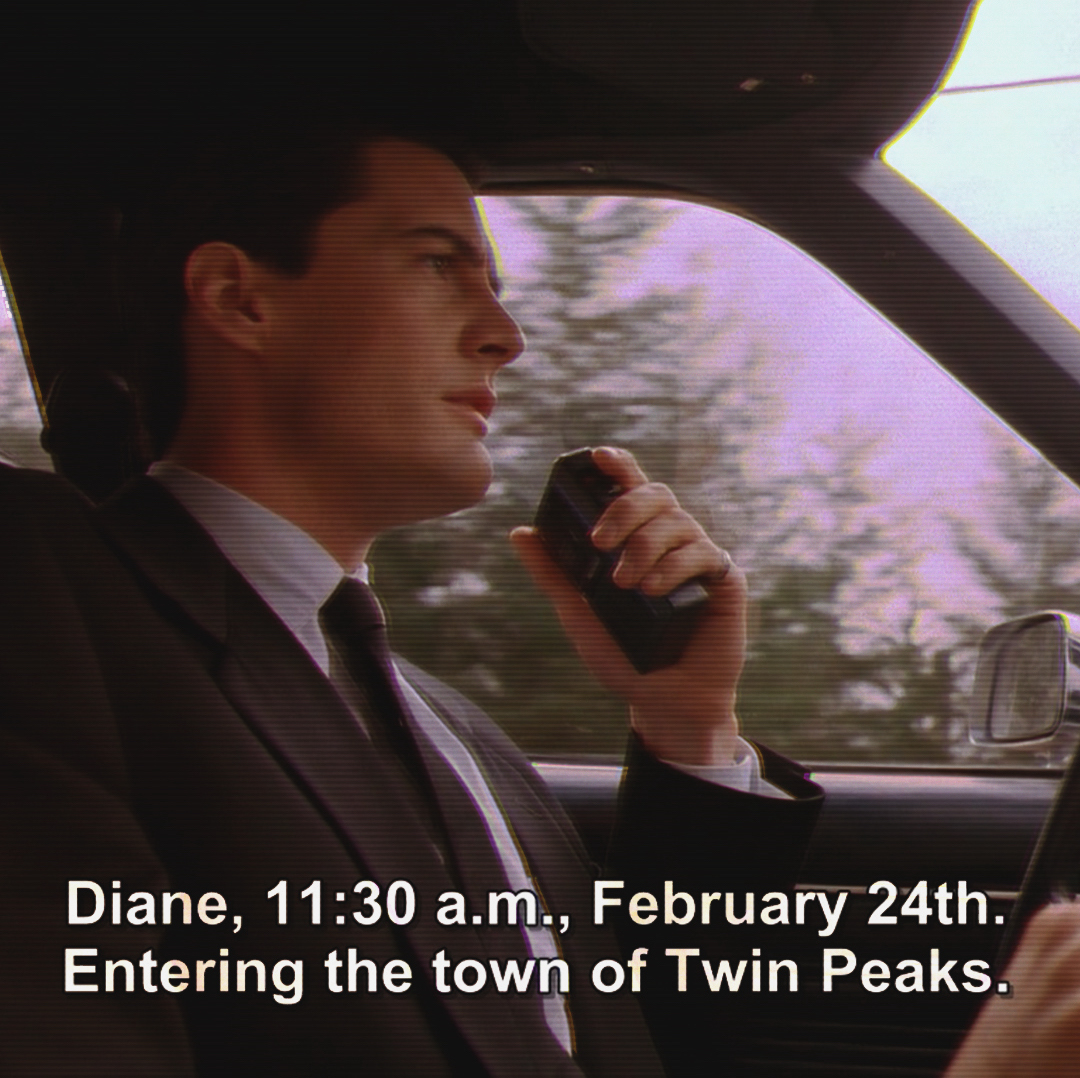 Diane, 11:30 a.m., February 24th.
Entering the town of Twin Peaks.